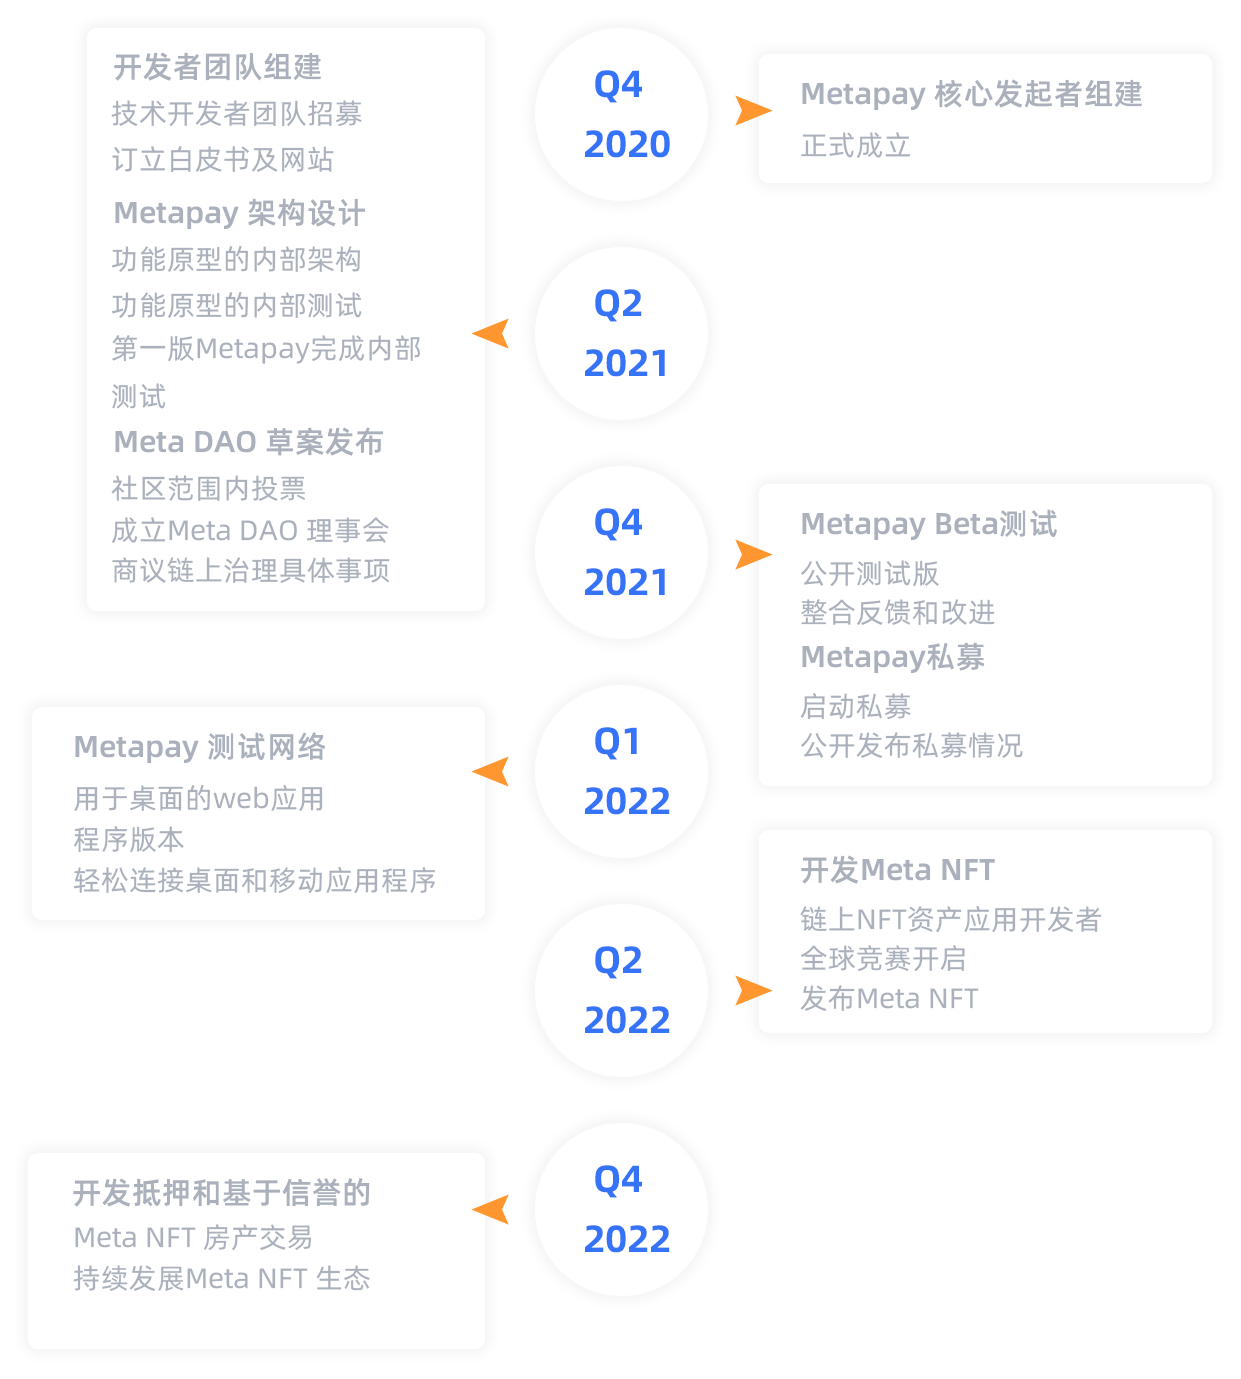 Q4
2020
Metapay 核心发起者组建
正式成立
Q2
2021
开发者团队组建
技术开发者团队招募
订立白皮书及网站
Metapay 架构设计
功能原型的内部架构
功能原型的内部测试
第一版Metapay完成内部
测试
Meta DAO 草案发布
社区范围内投票
成立Meta DAO 理事会
商议链上治理具体事项
Q4
2021
Metapay Beta测试
公开测试版
整合反馈和改进
Metapay私募
启动私募
公开发布私募情况
Q1
2022
Metapay 测试网络
用于桌面的web应用
程序版本
轻松连接桌面和移动应用程序
Q2
2022
开发Meta NFT
链上NFT资产应用开发者
全球竞赛开启
发布Meta NFT
Q4
2022
开发抵押和基于信誉的
Meta NFT 房产交易
持续发展Meta NFT 生态